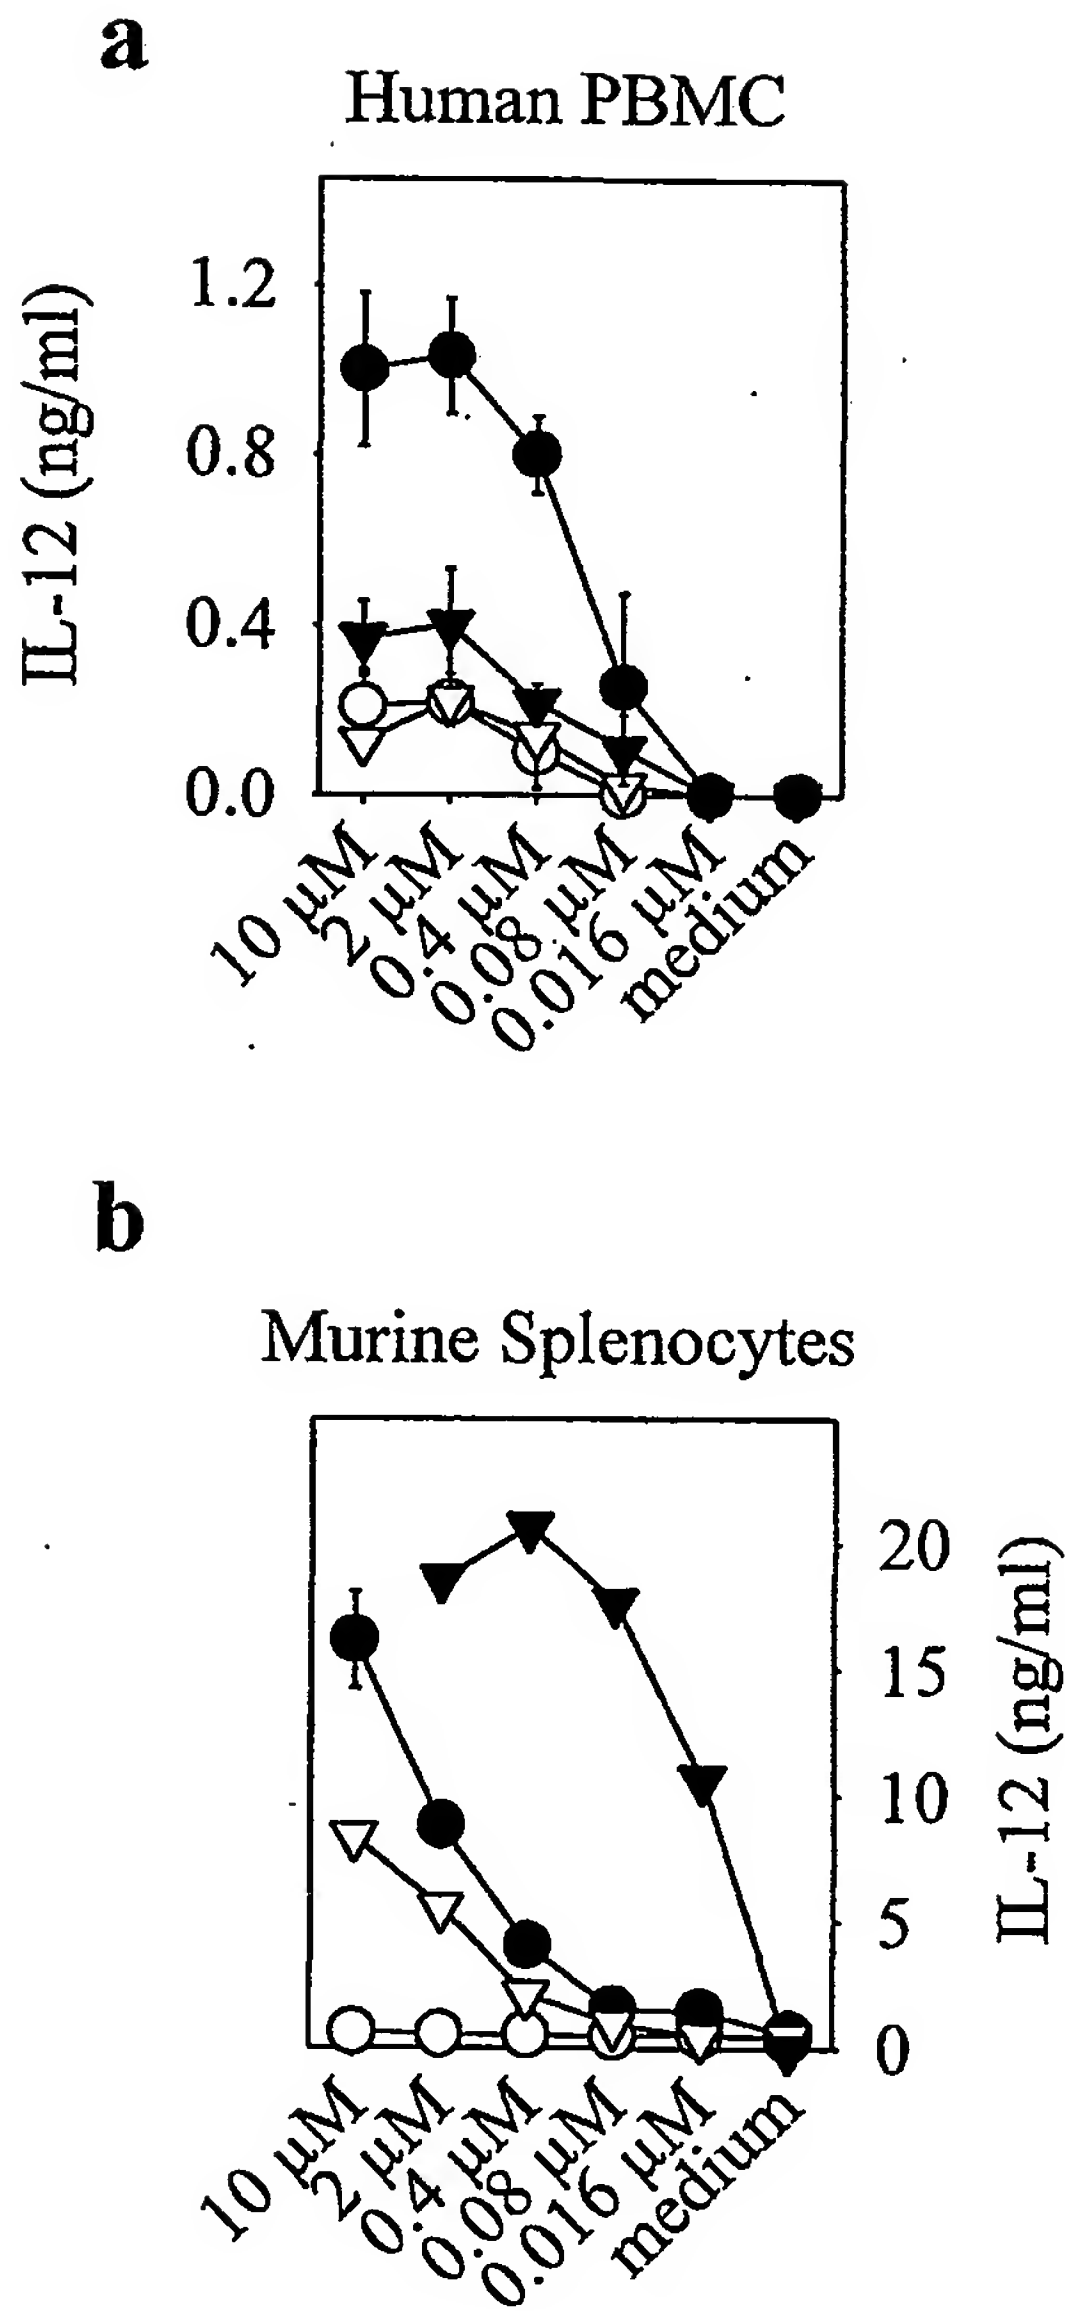 a
Human PBMC
IL-12 (ng/ml)
1.2
0.8
0.4
0.0
10 µM
2 µM
0.4 µM
0.08 µM
0.016 µM
medium
b
Murine Splenocytes
20
15
10
5
0
IL-12 (ng/ml)
10 µM
2 µM
0.4 µM
0.08 µM
0.016 µM
medium